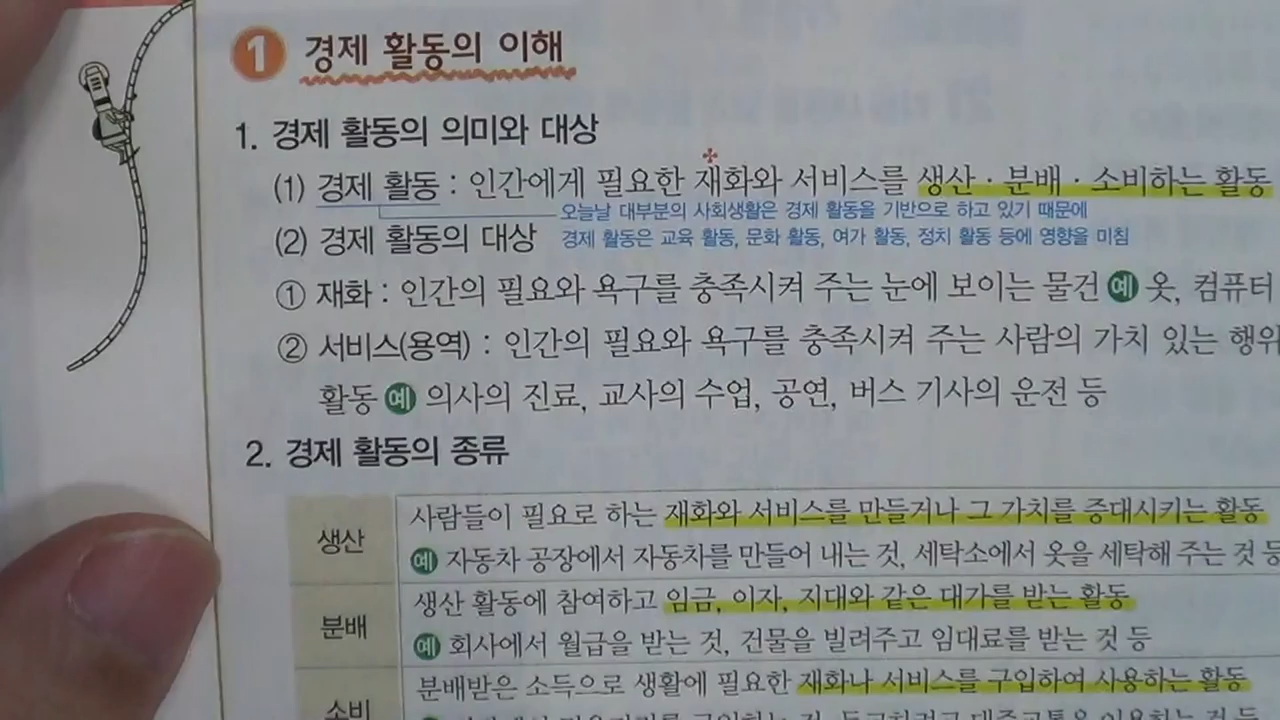 1 경제 활동의 이해
1. 경제 활동의 의미와 대상
(1) 경제 활동 : 인간에게 필요한 재화와 서비스를 생산 · 분배 · 소비하는 활동
오늘날 대부분의 사회생활은 경제 활동을 기반으로 하고 있기 때문에
(2) 경제 활동의 대상
경제 활동은 교육 활동, 문화 활동, 여가 활동, 정치 활동 등에 영향을 미침
① 재화 : 인간의 필요와 욕구를 충족시켜 주는 눈에 보이는 물건 예 옷, 컴퓨터
② 서비스(용역) : 인간의 필요와 욕구를 충족시켜 주는 사람의 가치 있는 행위
활동 예 의사의 진료, 교사의 수업, 공연, 버스 기사의 운전 등
2. 경제 활동의 종류
생산
사람들이 필요로 하는 재화와 서비스를 만들거나 그 가치를 증대시키는 활동
예 자동차 공장에서 자동차를 만들어 내는 것, 세탁소에서 옷을 세탁해 주는 것 등
분배
생산 활동에 참여하고 임금, 이자, 지대와 같은 대가를 받는 활동
예 회사에서 월급을 받는 것, 건물을 빌려주고 임대료를 받는 것 등
소비
분배받은 소득으로 생활에 필요한 재화나 서비스를 구입하여 사용하는 활동